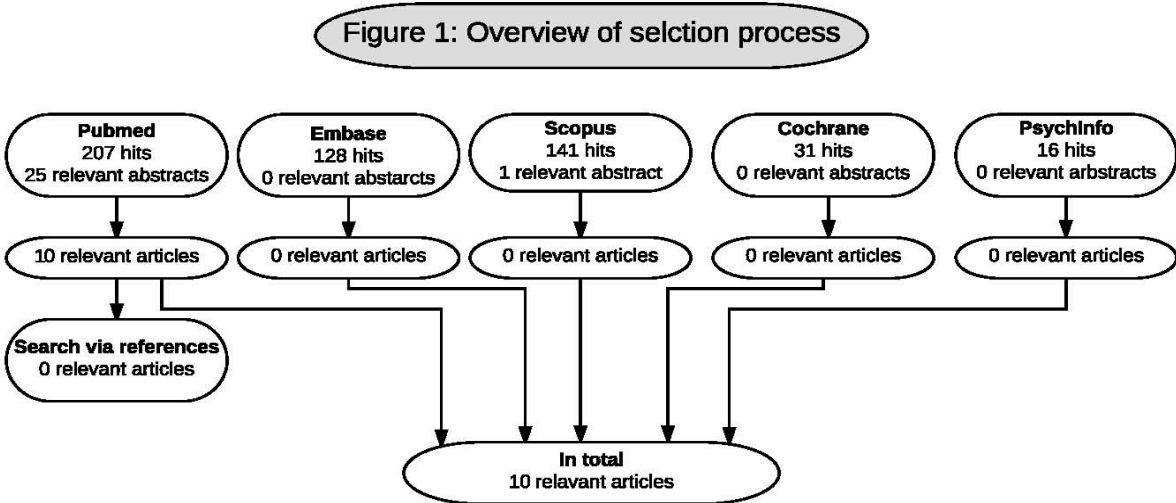 Figure 1: Overview of selction process
Pubmed
207 hits
25 relevant abstracts
Embase
128 hits
0 relevant abstarcts
Scopus
141 hits
1 relevant abstract
Cochrane
31 hits
0 relevant abstracts
PsychInfo
16 hits
0 relevant arbstracts
10 relevant articles
0 relevant articles
0 relevant articles
0 relevant articles
0 relevant articles
Search via references
0 relevant articles
In total
10 relavant articles